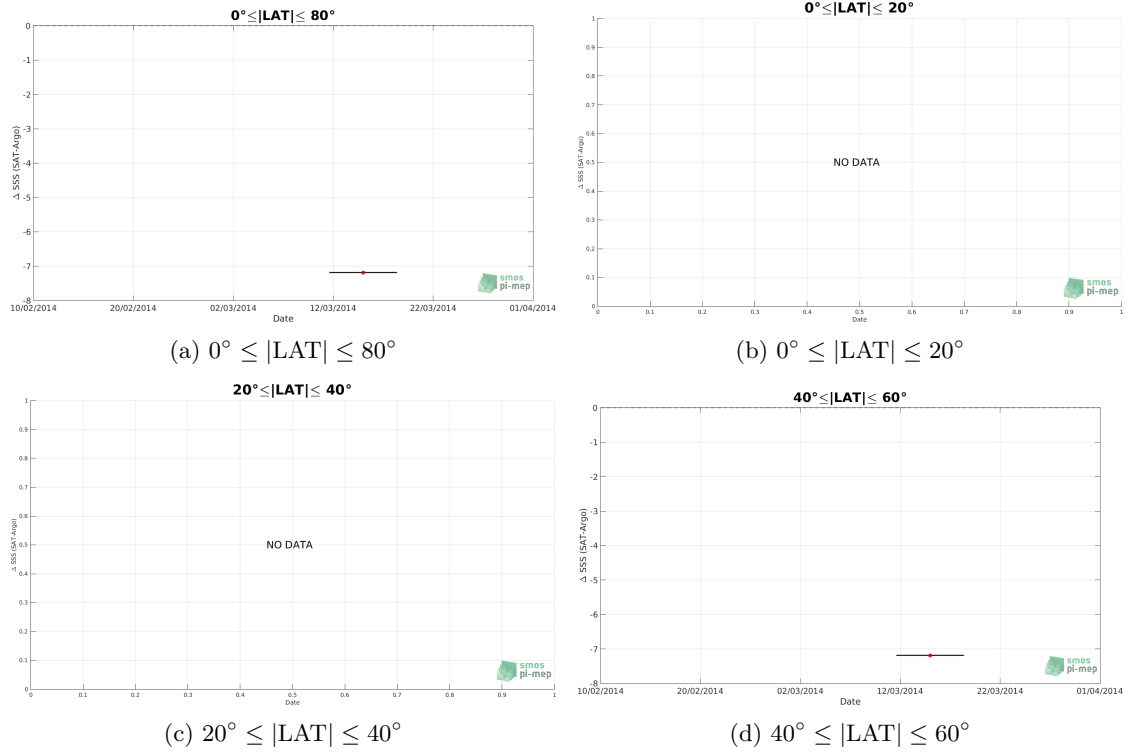 0°≤|LAT|≤ 80°
0
-1
-2
-3
-4
-5
-6
-7
-8
Δ SSS (SAT-Argo)
10/02/2014 20/02/2014 02/03/2014 12/03/2014 22/03/2014 01/04/2014
Date
smos
pi-mep
(a) 0° ≤ |LAT| ≤ 80°
0°≤|LAT|≤ 20°
1
0.9
0.8
0.7
0.6
0.5
0.4
0.3
0.2
0.1
0
Δ SSS (SAT-Argo)
NO DATA
0 0.1 0.2 0.3 0.4 0.5 0.6 0.7 0.8 0.9 1
Date
smos
pi-mep
(b) 0° ≤ |LAT| ≤ 20°
20°≤|LAT|≤ 40°
1
0.9
0.8
0.7
0.6
0.5
0.4
0.3
0.2
0.1
0
Δ SSS (SAT-Argo)
NO DATA
0 0.1 0.2 0.3 0.4 0.5 0.6 0.7 0.8 0.9 1
Date
smos
pi-mep
(c) 20° ≤ |LAT| ≤ 40°
40°≤|LAT|≤ 60°
0
-1
-2
-3
-4
-5
-6
-7
-8
Δ SSS (SAT-Argo)
10/02/2014 20/02/2014 02/03/2014 12/03/2014 22/03/2014 01/04/2014
Date
smos
pi-mep
(d) 40° ≤ |LAT| ≤ 60°